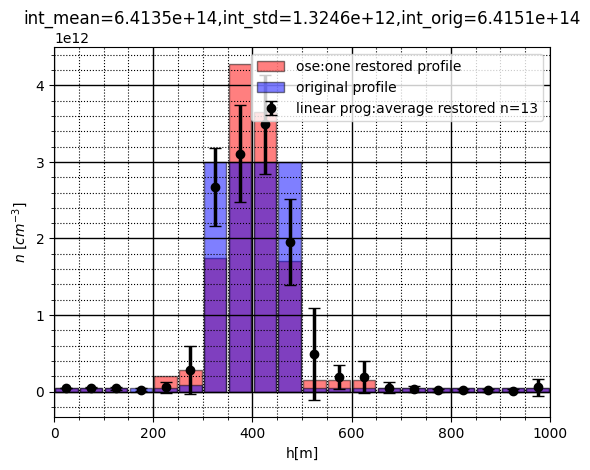 int_mean=6.4135e+14,int_std=1.3246e+12,int_orig=6.4151e+14
1e12
ose:one restored profile
original profile
linear prog:average restored n=13
4
3
2
1
0
n [cm⁻³]
0 200 400 600 800 1000
h[m]